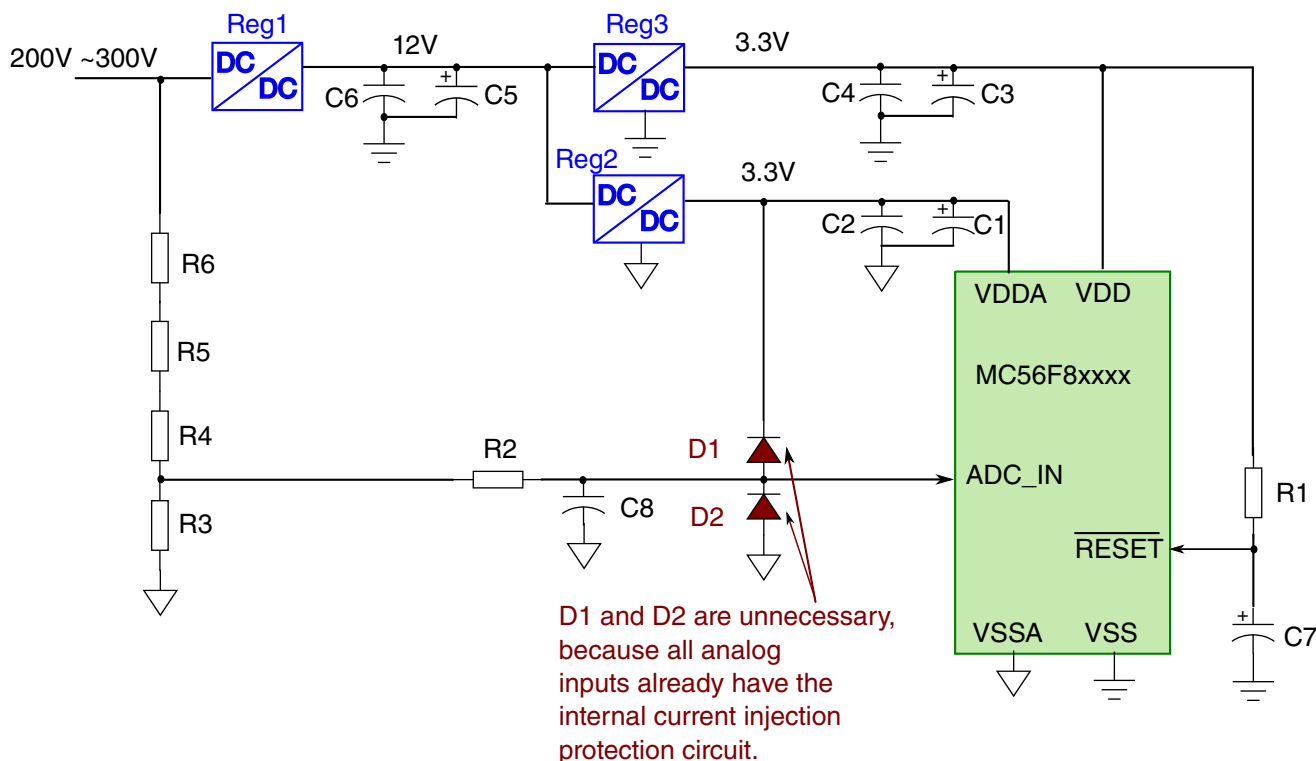 Reg1
Reg3
200V ~300V
12V
3.3V
DC
DC
DC
DC
C6
C5
C4
C3
Reg2
3.3V
DC
DC
C2
C1
R6
VDDA
VDD
R5
MC56F8xxxx
R4
R2
D1
ADC_IN
R1
R3
C8
D2
RESET
D1 and D2 are unnecessary,
because all analog
inputs already have the
internal current injection
protection circuit.
VSSA
VSS
C7
+
+
+
+